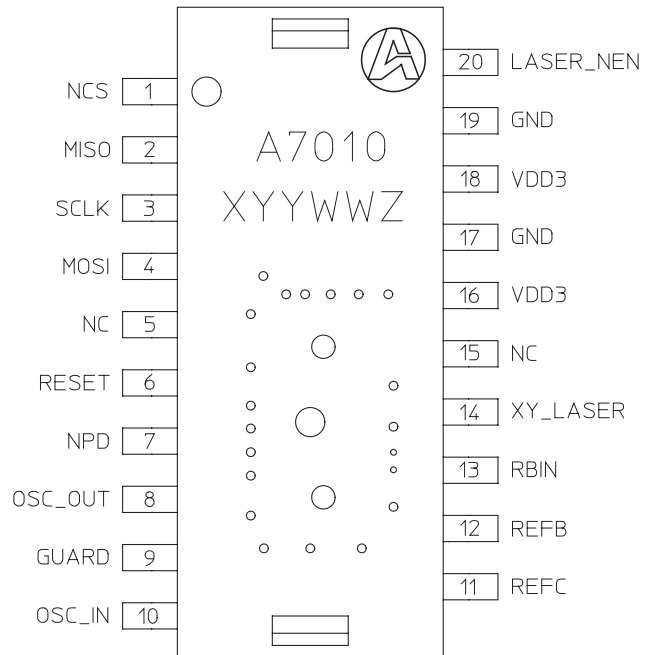 NCS 1
MISO 2
SCLK 3
MOSI 4
NC 5
RESET 6
NPD 7
OSC_OUT 8
GUARD 9
OSC_IN 10
A7010
XYYWWZ
20 LASER_NEN
19 GND
18 VDD3
17 GND
16 VDD3
15 NC
14 XY_LASER
13 RBIN
12 REFB
11 REFC